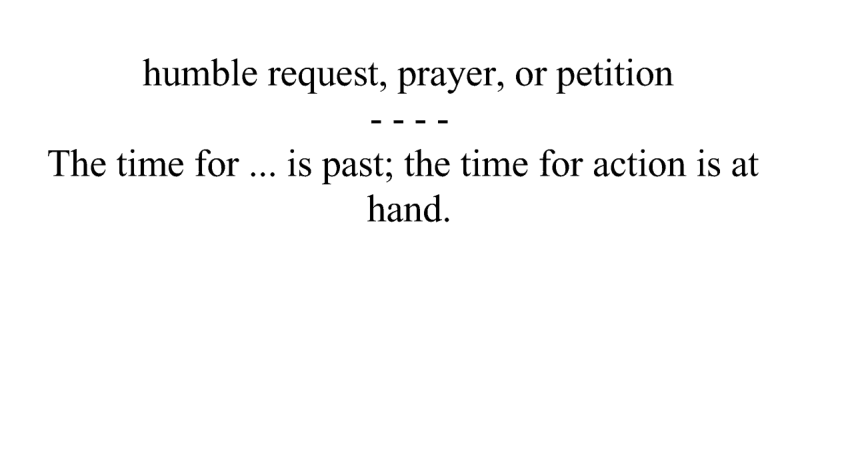 humble request, prayer, or petition
- - - -
The time for ... is past; the time for action is at
hand.